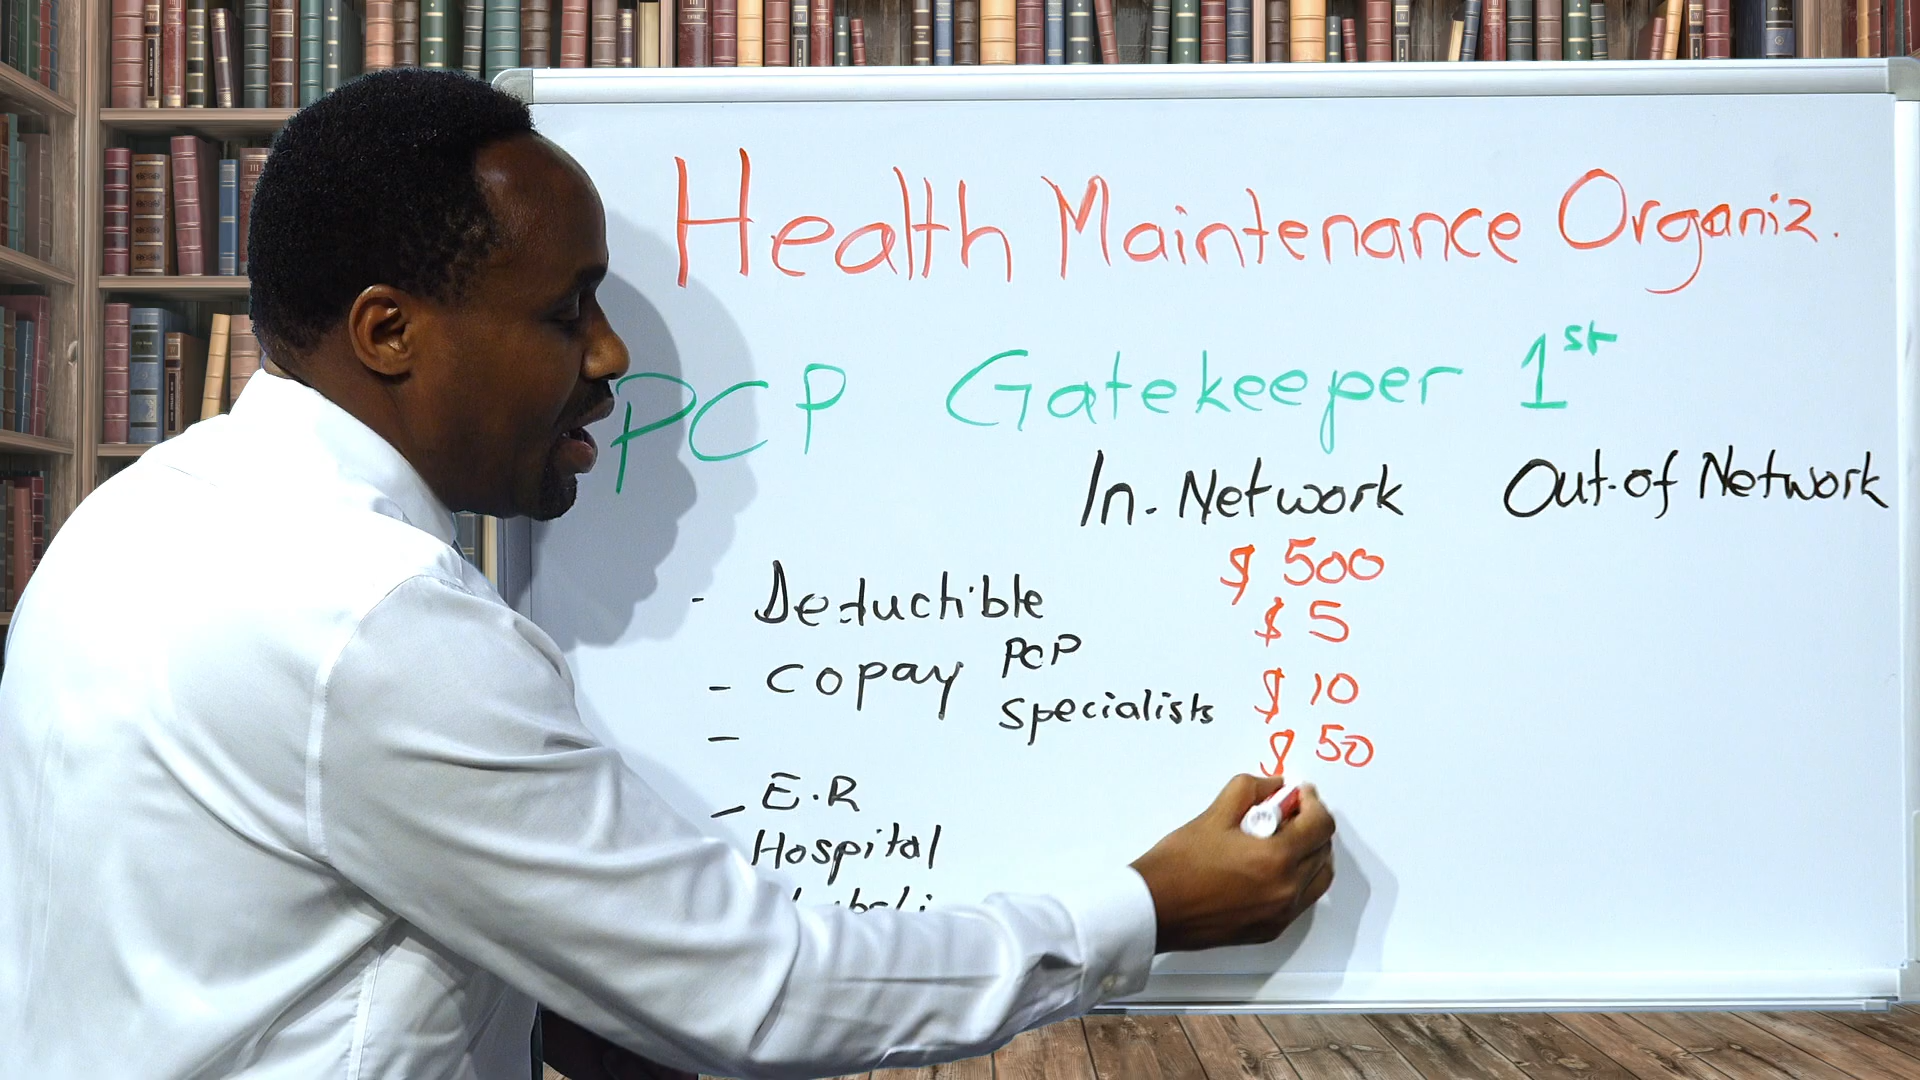 Health Maintenance Organiz.
PCP Gatekeeper 1st
In-Network Out-of Network
- Deductible $ 500
- Copay PCP $ 5
- Specialists $ 10
- E.R $ 50
Hospital